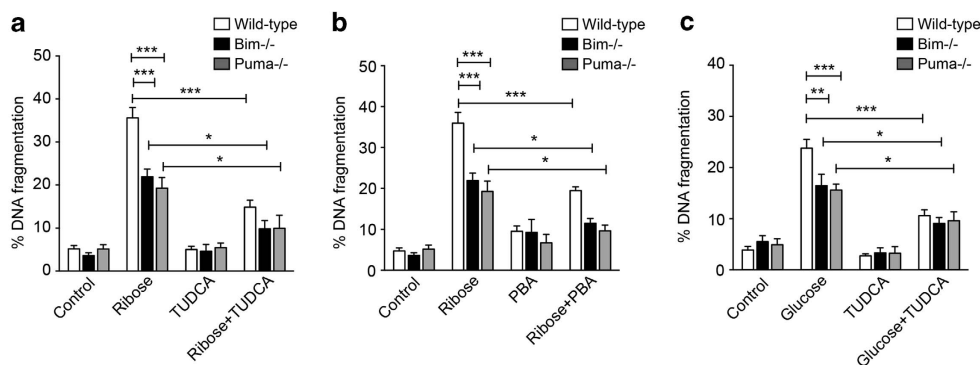 a
Wild-type
Bim-/-
Puma-/-
% DNA fragmentation
50
40
30
20
10
0
***
***
***
*
*
Control
Ribose
TUDCA
Ribose+TUDCA
b
Wild-type
Bim-/-
Puma-/-
% DNA fragmentation
50
40
30
20
10
0
***
***
***
*
*
Control
Ribose
PBA
Ribose+PBA
c
Wild-type
Bim-/-
Puma-/-
% DNA fragmentation
40
30
20
10
0
***
**
***
*
*
Control
Glucose
TUDCA
Glucose+TUDCA